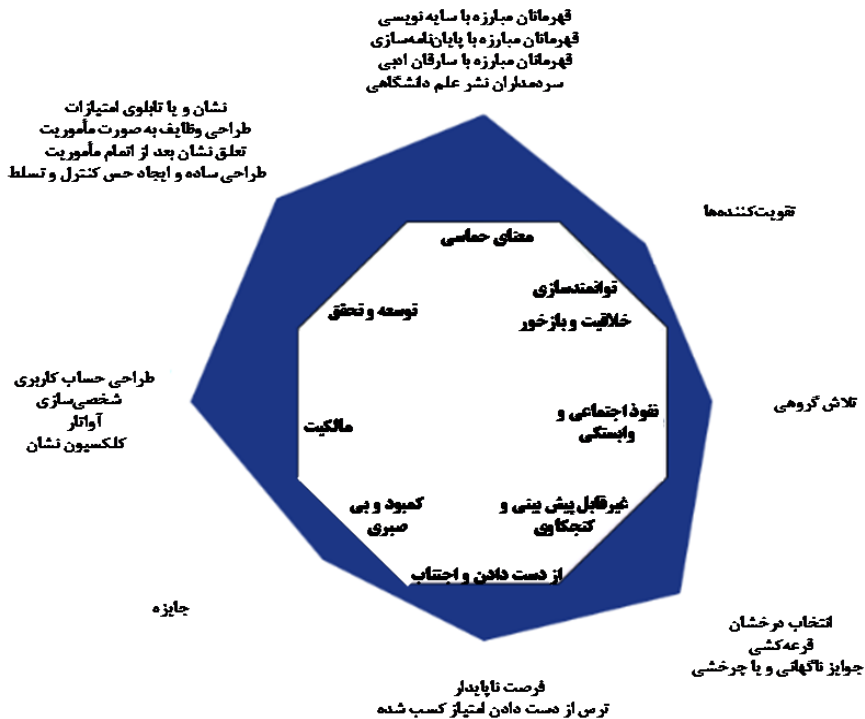 قهرمانان مبارزه با سایه نویسی
قهرمانان مبارزه با پایان‌نامه‌سازی
قهرمانان مبارزه با سارقان ادبی
سردمداران نشر علم دانشگاهی
نشان و یا تابلوی امتیازات
طراحی وظایف به صورت مأموریت
تعلق نشان بعد از اتمام مأموریت
طراحی ساده و ایجاد حس کنترل و تسلط
تقویت‌کننده‌ها
معنای حماسی
توانمندسازی
خلاقیت و بازخور
توسعه و تحقق
طراحی حساب کاربری
شخصی‌سازی
آواتار
کلکسیون نشان
تلاش گروهی
نفوذ اجتماعی و
وابستگی
مالکیت
غیرقابل پیش بینی و
کنجکاوی
کمبود و بی
صبری
از دست دادن و اجتناب
جایزه
انتخاب درخشان
قرعه‌کشی
جوایز ناگهانی و یا چرخشی
فرصت ناپایدار
ترس از دست دادن امتیاز کسب شده